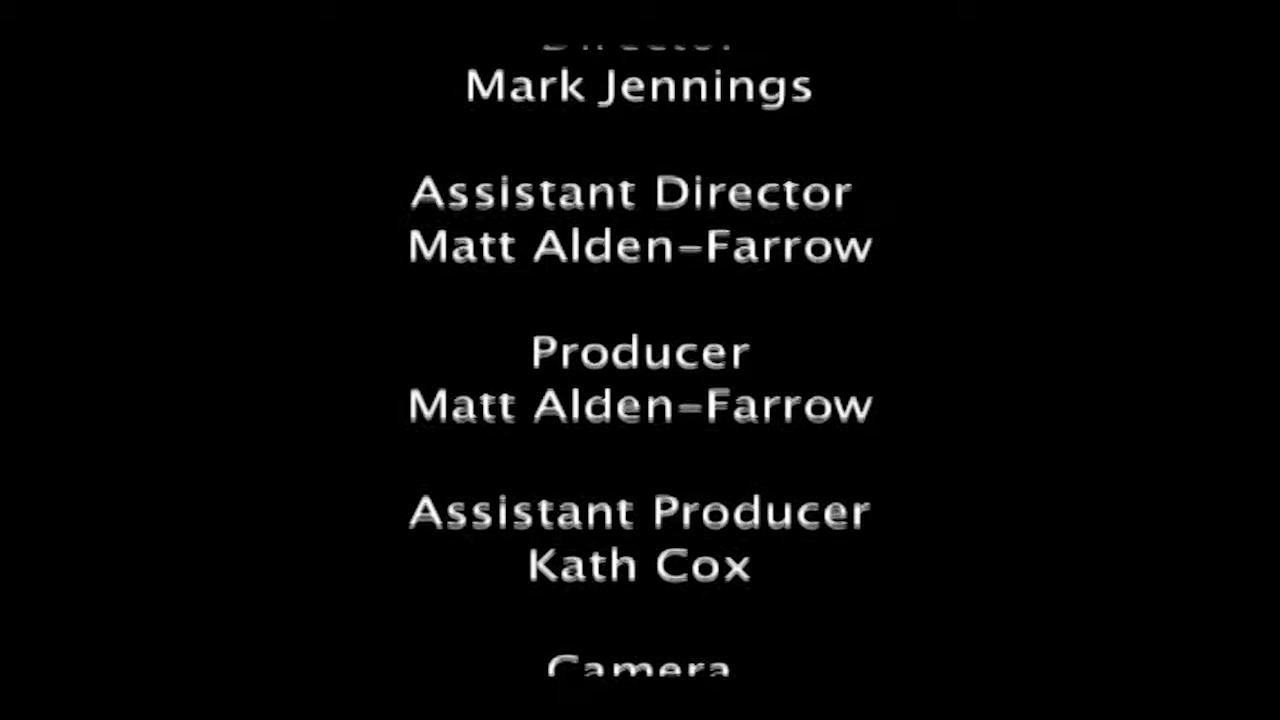 Director
Mark Jennings
Assistant Director
Matt Alden-Farrow
Producer
Matt Alden-Farrow
Assistant Producer
Kath Cox
Camera